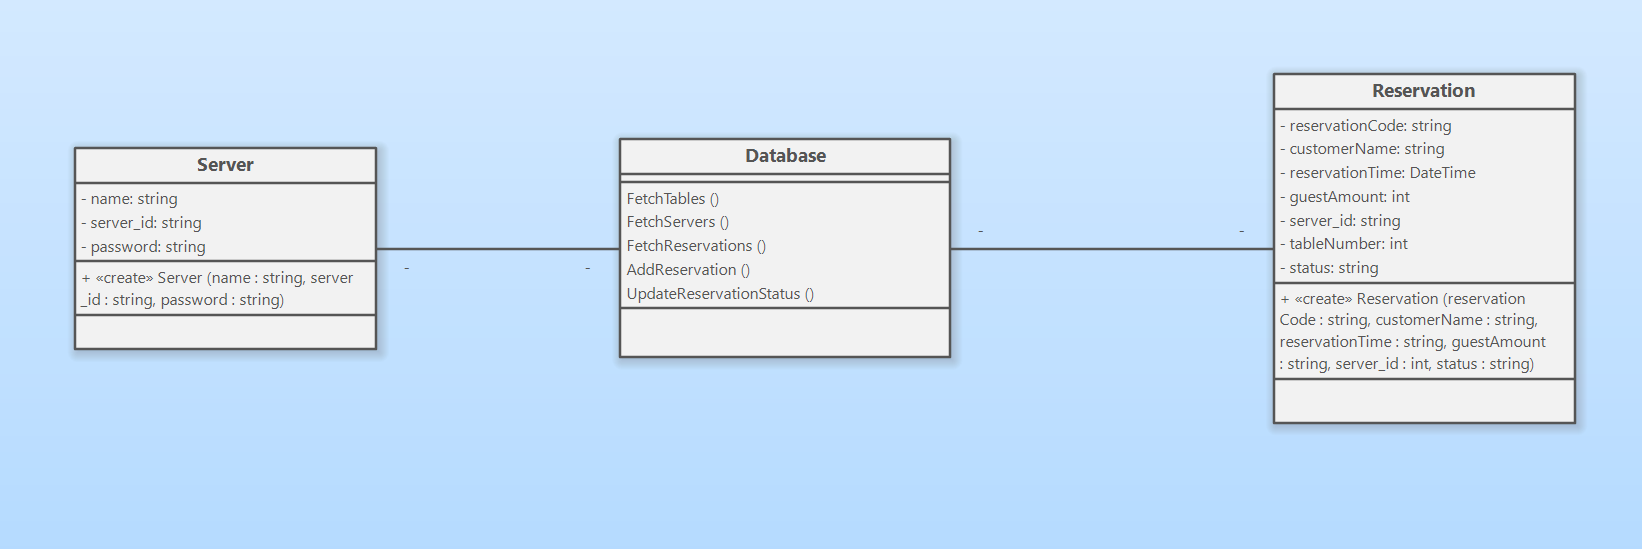 Server
- name: string
- server_id: string
- password: string
+ «create» Server (name : string, server
_id : string, password : string)
-
-
Database
FetchTables ()
FetchServers ()
FetchReservations ()
AddReservation ()
UpdateReservationStatus ()
-
-
Reservation
- reservationCode: string
- customerName: string
- reservationTime: DateTime
- guestAmount: int
- server_id: string
- tableNumber: int
- status: string
+ «create» Reservation (reservation
Code : string, customerName : string,
reservationTime : string, guestAmount
: string, server_id : int, status : string)